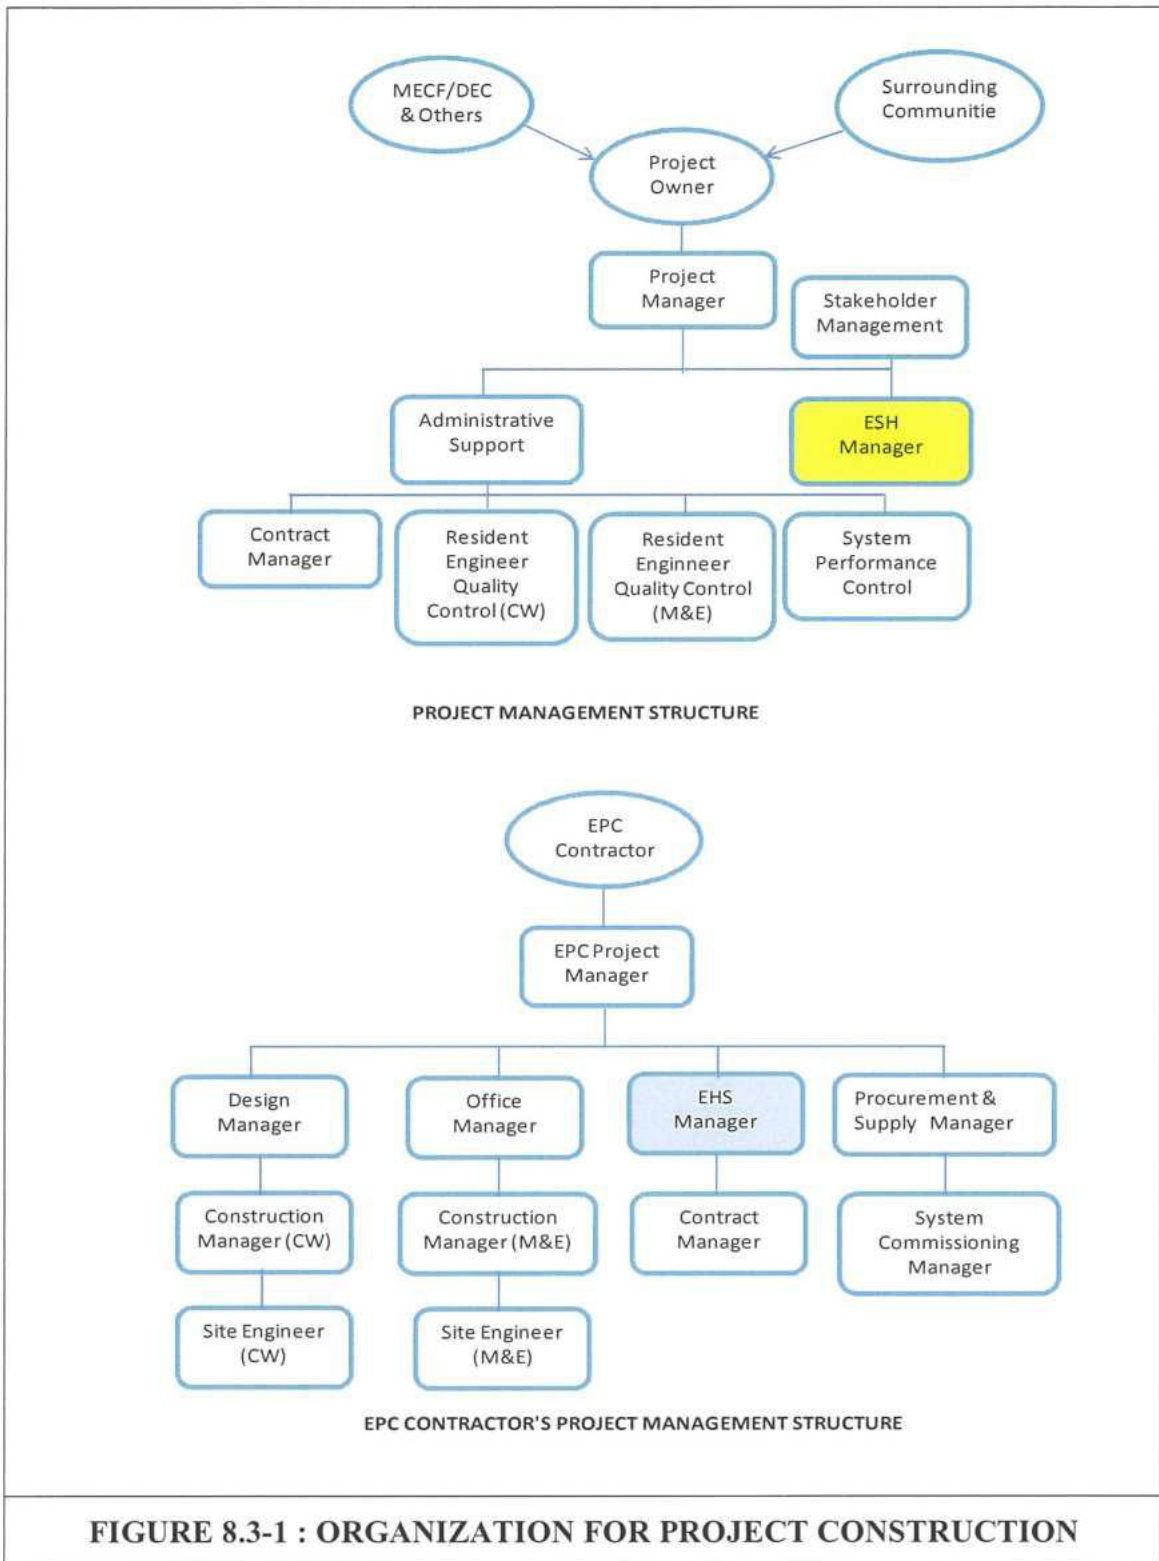 MECF/DEC
& Others
Surrounding
Communitie
Project
Owner
Project
Manager
Stakeholder
Management
Administrative
Support
ESH
Manager
Contract
Manager
Resident
Engineer
Quality
Control (CW)
Resident
Enginneer
Quality Control
(M&E)
System
Performance
Control
PROJECT MANAGEMENT STRUCTURE
EPC
Contractor
EPC Project
Manager
Design
Manager
Office
Manager
EHS
Manager
Procurement &
Supply Manager
Construction
Manager (CW)
Construction
Manager (M&E)
Contract
Manager
System
Commissioning
Manager
Site Engineer
(CW)
Site Engineer
(M&E)
EPC CONTRACTOR'S PROJECT MANAGEMENT STRUCTURE
FIGURE 8.3-1 : ORGANIZATION FOR PROJECT CONSTRUCTION